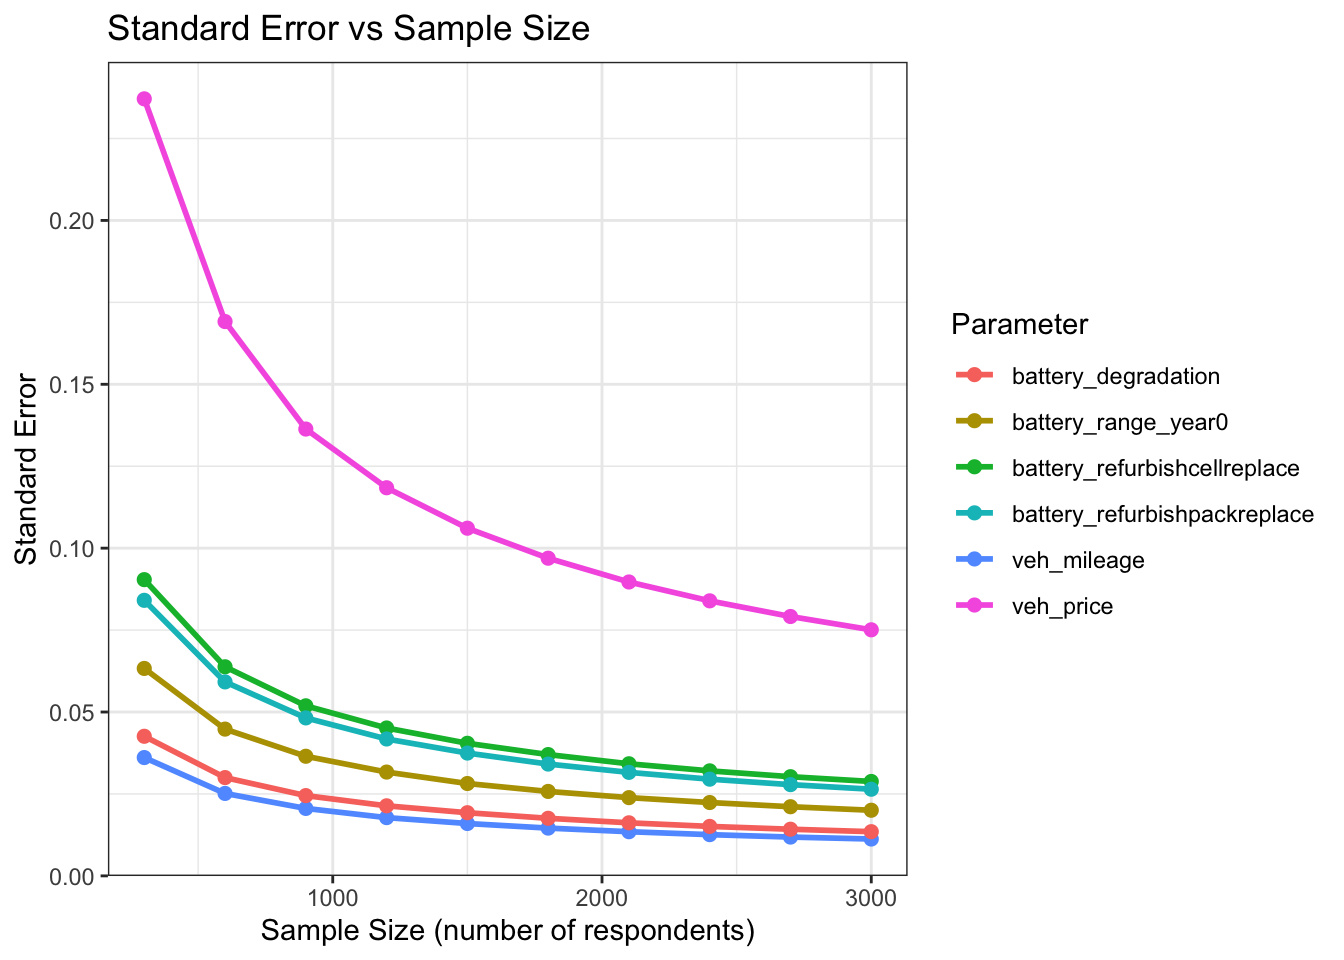 Standard Error vs Sample Size
Standard Error
0.20
0.15
0.10
0.05
0.00
1000 2000 3000
Sample Size (number of respondents)
Parameter
battery_degradation
battery_range_year0
battery_refurbishcellreplace
battery_refurbishpackreplace
veh_mileage
veh_price